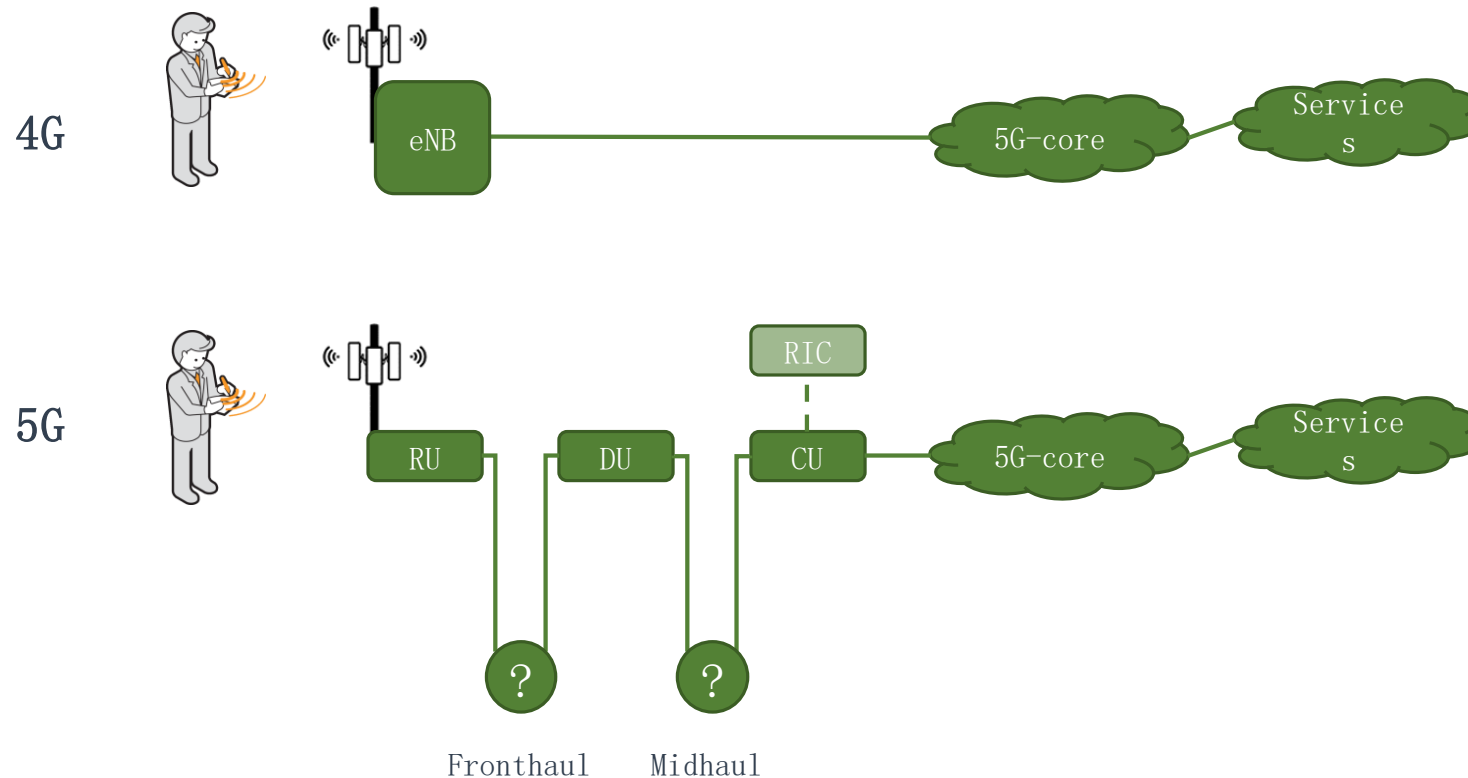 4G
eNB
5G-core
Service
s
5G
RIC
RU
DU
CU
5G-core
Service
s
?
?
Fronthaul
Midhaul